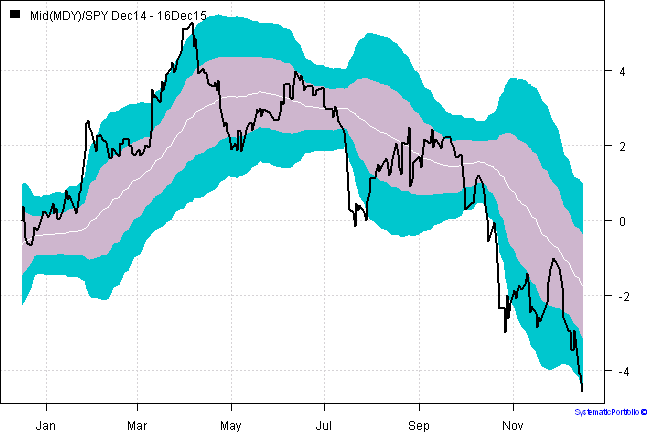 Mid(MDY)/SPY Dec14 - 16Dec15
4
2
0
-2
-4
Jan Mar May Jul Sep Nov
SystematicPortfolio ©